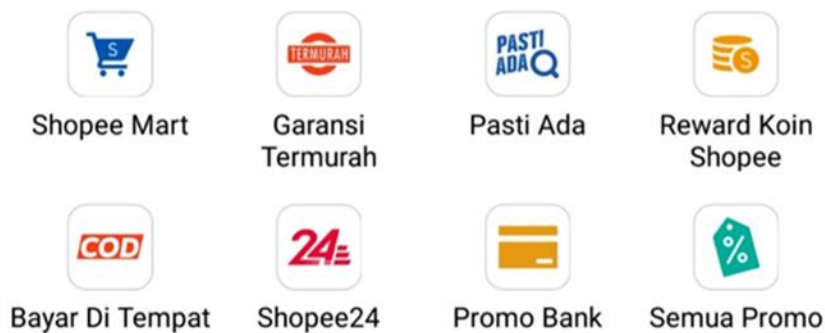 S
TERMURAH
PASTI
ADA
S
Shopee Mart
Garansi
Termurah
Pasti Ada
Reward Koin
Shopee
COD
24
%
Bayar Di Tempat
Shopee24
Promo Bank
Semua Promo